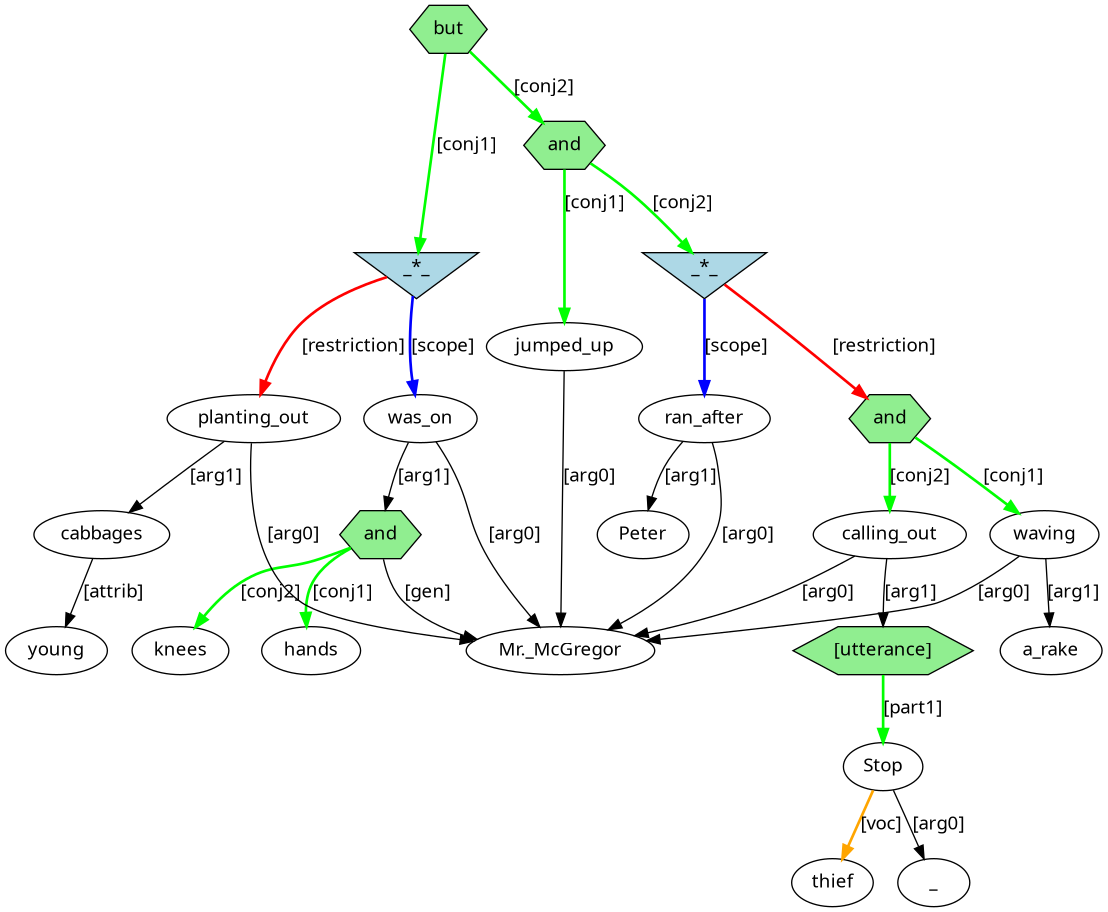 but
[conj2]
[conj1]
and
[conj1]
[conj2]
_*_
_*_
[restriction]
[scope]
jumped_up
[scope]
[restriction]
planting_out
was_on
ran_after
and
[arg1]
[arg1]
[arg0]
[arg1]
[conj2]
[conj1]
cabbages
[arg0]
and
[arg0]
Peter
[arg0]
calling_out
waving
[attrib]
[conj2]
[conj1]
[gen]
[arg0]
[arg1]
[arg0]
[arg1]
young
knees
hands
Mr._McGregor
[utterance]
a_rake
[part1]
Stop
[voc]
[arg0]
thief
_